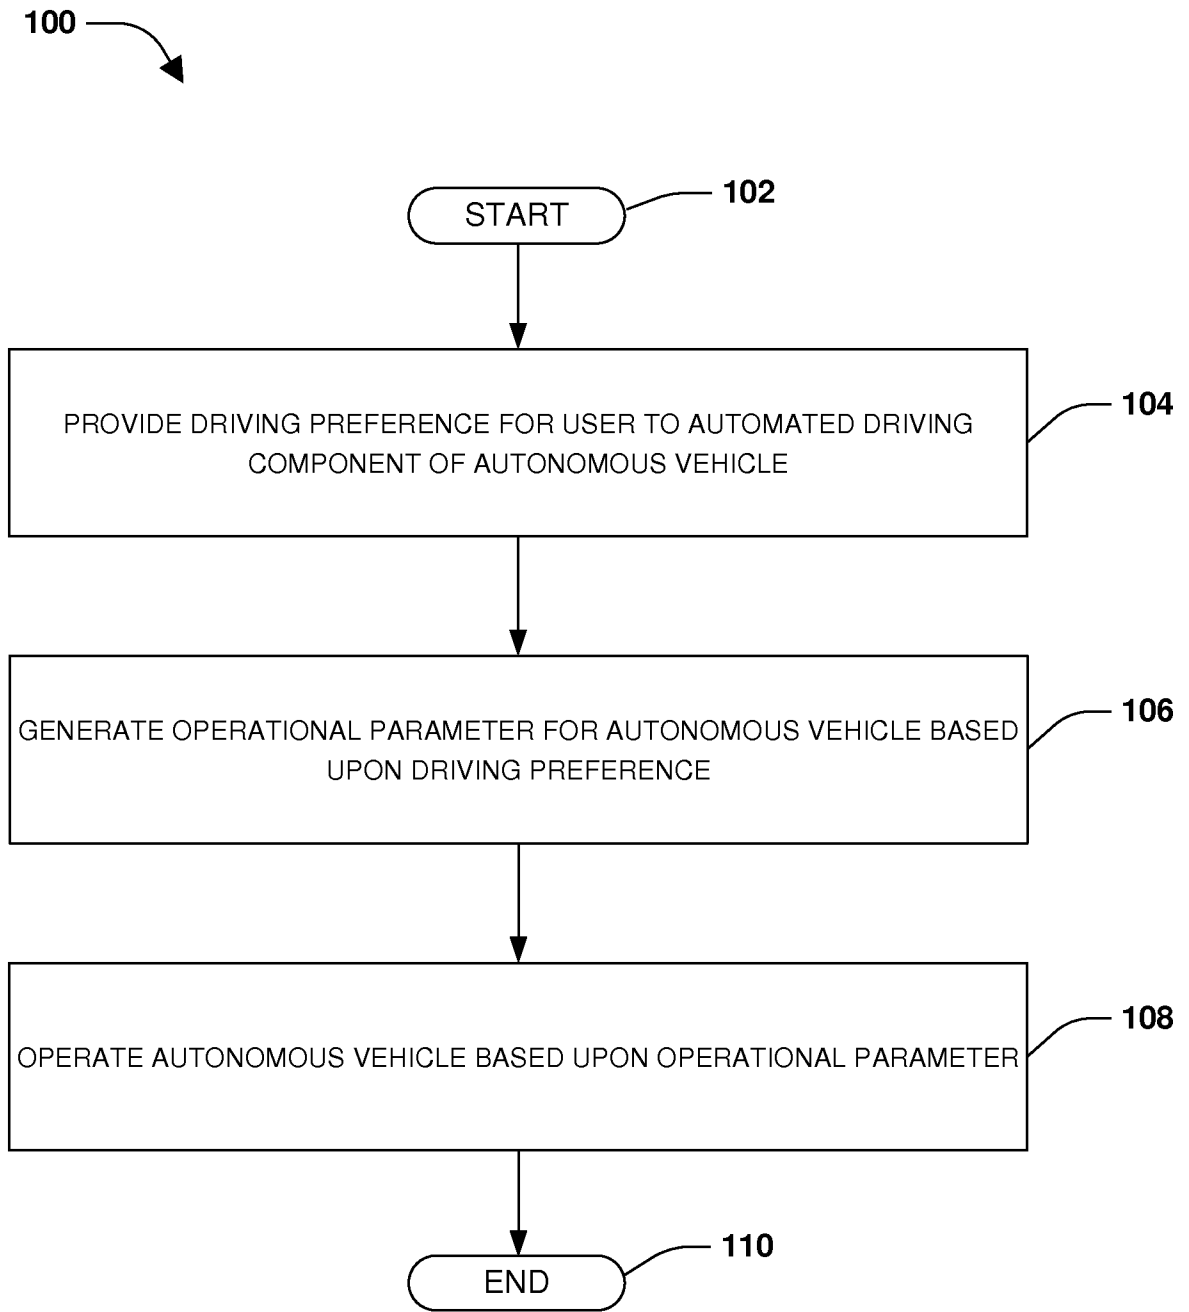 100
START
102
PROVIDE DRIVING PREFERENCE FOR USER TO AUTOMATED DRIVING
COMPONENT OF AUTONOMOUS VEHICLE
104
GENERATE OPERATIONAL PARAMETER FOR AUTONOMOUS VEHICLE BASED
UPON DRIVING PREFERENCE
106
OPERATE AUTONOMOUS VEHICLE BASED UPON OPERATIONAL PARAMETER
108
END
110